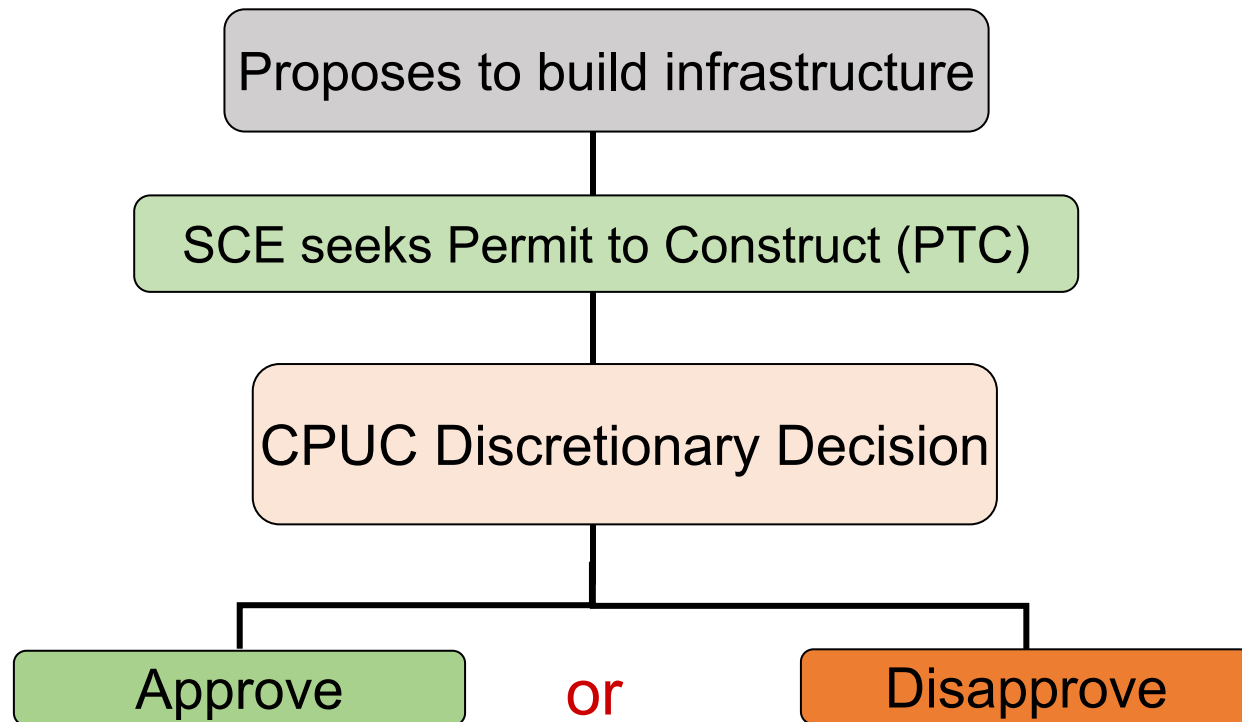 Proposes to build infrastructure
SCE seeks Permit to Construct (PTC)
CPUC Discretionary Decision
Approve
or
Disapprove